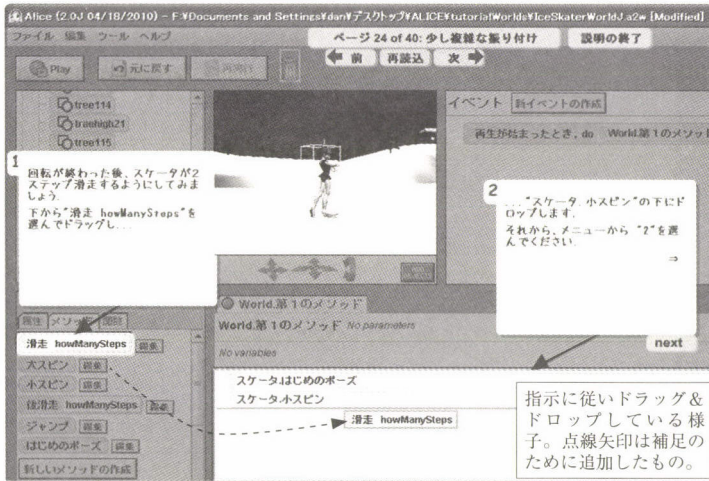 Alice (2.0J 04/18/2010) - F:¥Documents and Settings¥dan¥デスクトップ¥ALICE¥tutorialWorlds¥IceSkaterWorldJ.a2w [Modified]
ファイル 編集 ツール ヘルプ
ページ 24 of 40: 少し複雑な振り付け
説明の終了
前 再読込 次
Play
元に戻す
再実行
tree114
treehigh21
tree115
イベント 新イベントの作成
再生が始まったとき, do World.第1のメソッド
1
回転が終わった後、スケータが2
ステップ滑走するようにしてみま
しょう.
下から"滑走 howManySteps"を
選んでドラッグし...
2
..."スケータ. 小スピン"の下にド
ロップします.
それから、メニューから "2"を選
んでください.
⇒
next
属性 メソッド 関数
滑走 howManySteps 編集
大スピン 編集
小スピン 編集
後滑走 howManySteps 編集
ジャンプ 編集
はじめのポーズ 編集
新しいメソッドの作成
World.第1のメソッド
World.第1のメソッド No parameters
No variables
スケータ.はじめのポーズ
スケータ.小スピン
滑走 howManySteps
指示に従いドラッグ&
ドロップしている様
子。点線矢印は補足の
ために追加したもの。